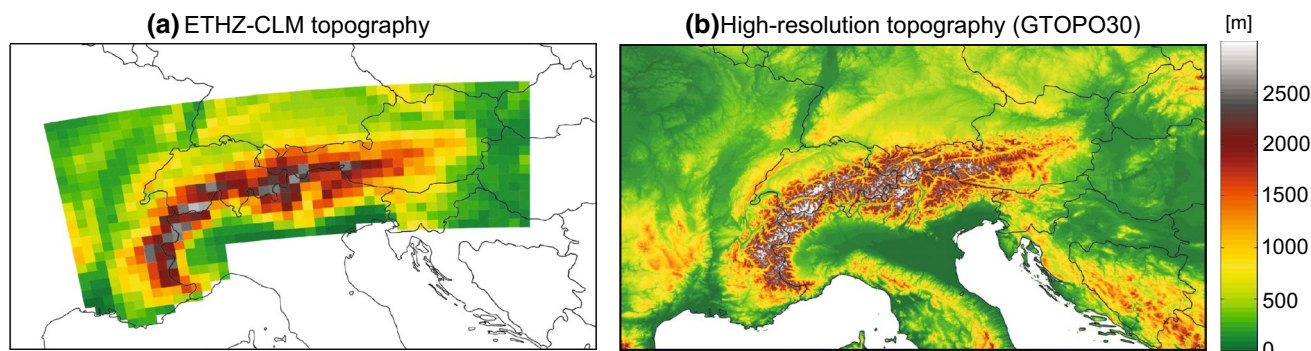 (a) ETHZ-CLM topography
(b) High-resolution topography (GTOPO30)
[m]
2500
2000
1500
1000
500
0